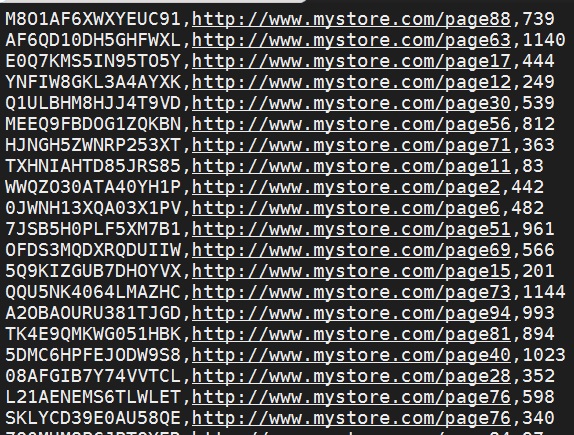 M8O1AF6XWXYEUC91,http://www.mystore.com/page88,739
AF6QD10DH5GHFWXL,http://www.mystore.com/page63,1140
E0Q7KMS5IN95TO5Y,http://www.mystore.com/page17,444
YNFIW8GKL3A4AYXK,http://www.mystore.com/page12,249
Q1ULBHM8HJJ4T9VD,http://www.mystore.com/page30,539
MEEQ9FBDOG1ZQKBN,http://www.mystore.com/page56,812
HJNGH5ZWNRP253XT,http://www.mystore.com/page71,363
TXHNIAHTD85JRS85,http://www.mystore.com/page11,83
WWQZO30ATA40YH1P,http://www.mystore.com/page2,442
0JWNH13XQA03X1PV,http://www.mystore.com/page6,482
7JSB5H0PLF5XM7B1,http://www.mystore.com/page51,961
OFDS3MQDXRQDUIIW,http://www.mystore.com/page69,566
5Q9KIZGUB7DHOYVX,http://www.mystore.com/page15,201
QQU5NK4064LMAZHC,http://www.mystore.com/page73,1144
A2OBAOURU381TJGD,http://www.mystore.com/page94,993
TK4E9QMKWG051HBK,http://www.mystore.com/page81,894
5DMC6HPFEJODW9S8,http://www.mystore.com/page40,1023
08AFGIB7Y74VVTCL,http://www.mystore.com/page28,352
L21AENEMS6TLWLET,http://www.mystore.com/page76,598
SKLYCD39E0AU58QE,http://www.mystore.com/page76,340